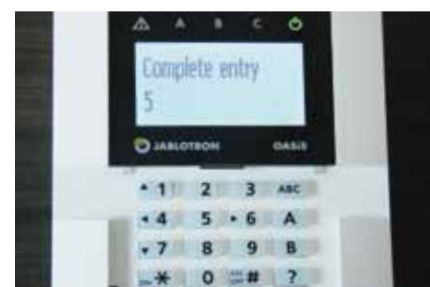 A B C
Complete entry
5
JABLOTRON OASiS
1 2 3 ABC
4 5 6 A
7 8 9 B
* 0 # ?